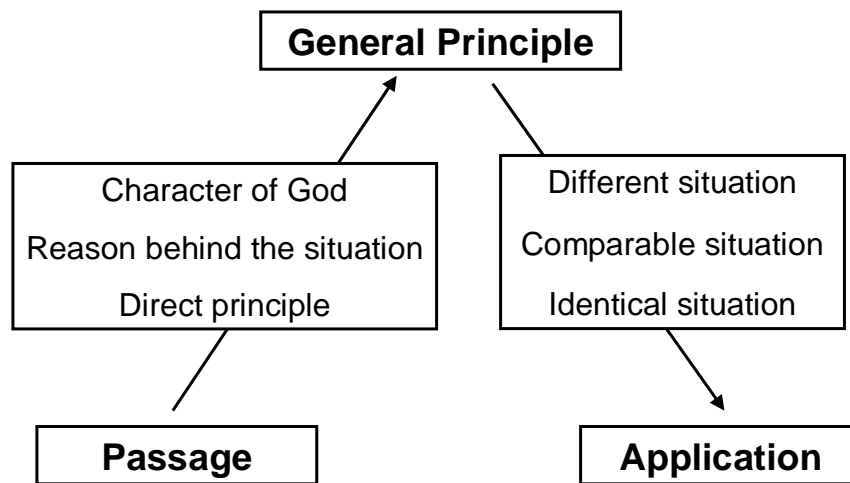 General Principle
Character of God
Reason behind the situation
Direct principle
Different situation
Comparable situation
Identical situation
Passage
Application